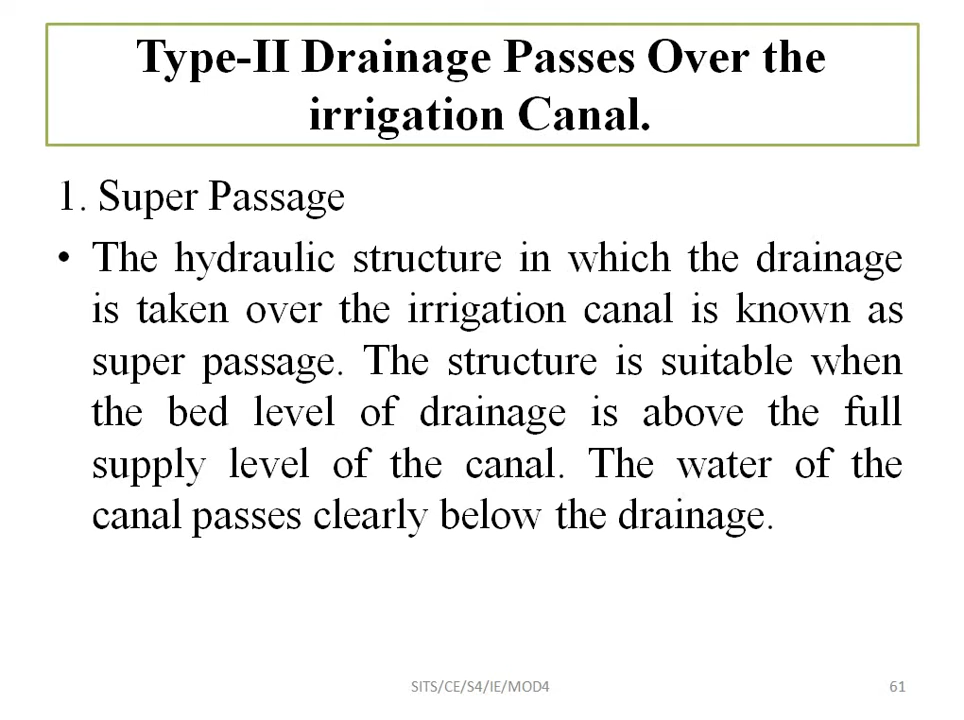 Type-II Drainage Passes Over the
irrigation Canal.
1. Super Passage
• The hydraulic structure in which the drainage
is taken over the irrigation canal is known as
super passage. The structure is suitable when
the bed level of drainage is above the full
supply level of the canal. The water of the
canal passes clearly below the drainage.
SITS/CE/S4/IE/MOD4
61